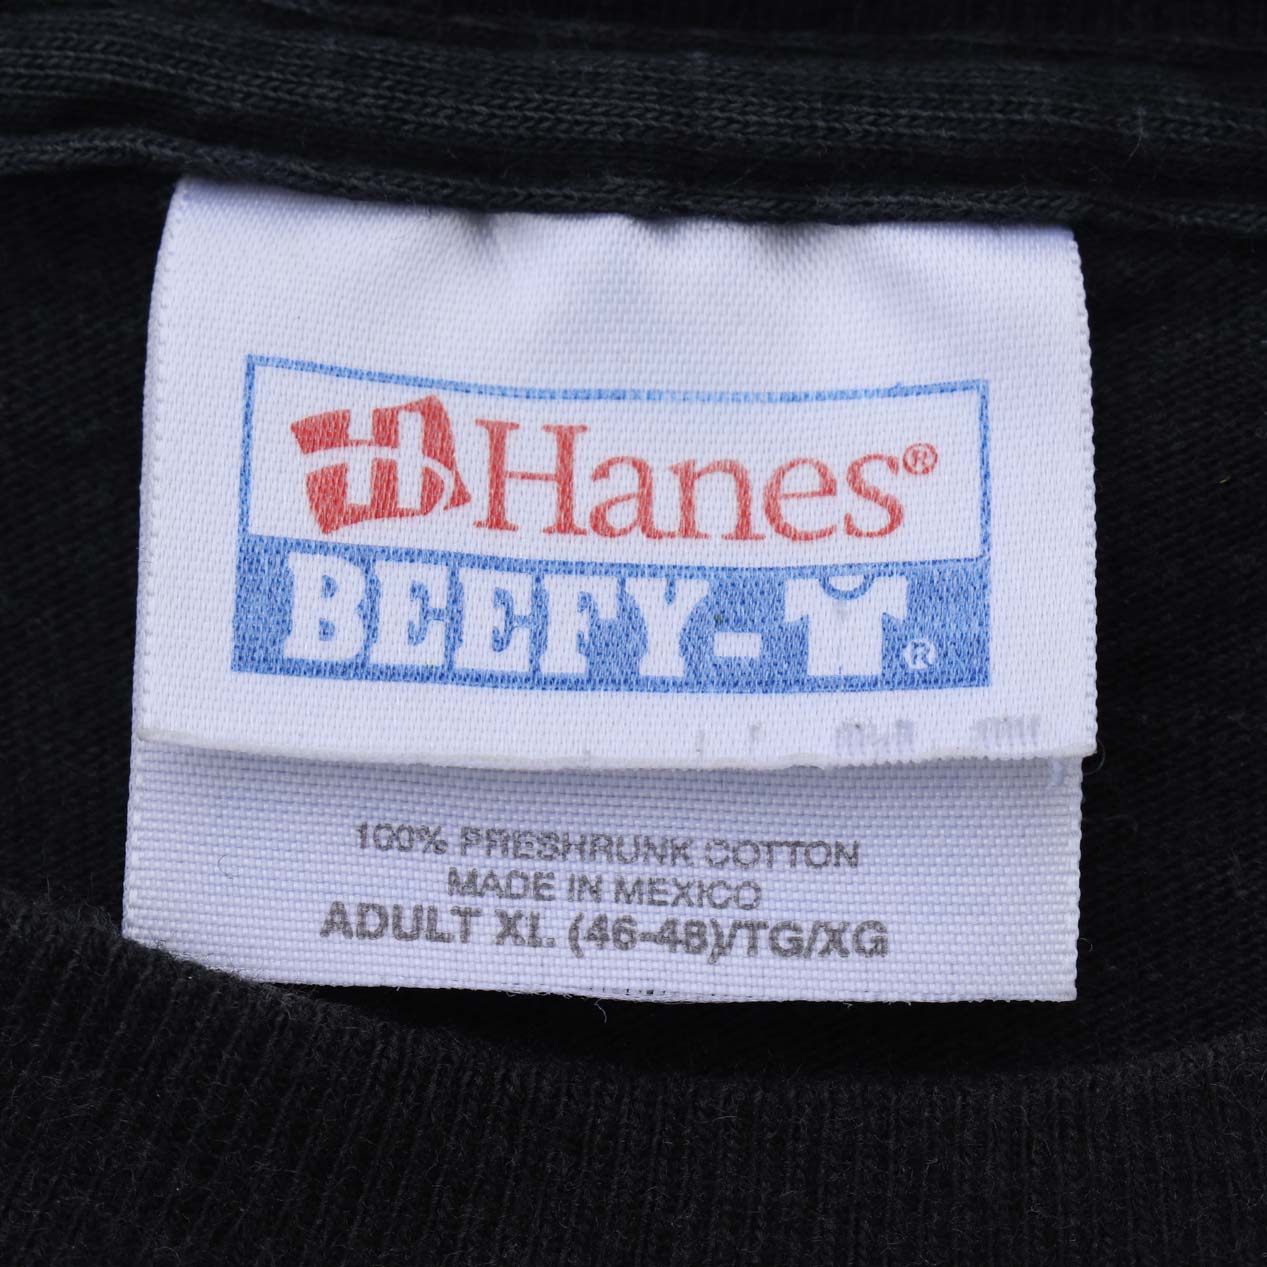 Hanes®
BEEFY-T®
100% PRESHRUNK COTTON
MADE IN MEXICO
ADULT XL. (46-48)/TG/XG